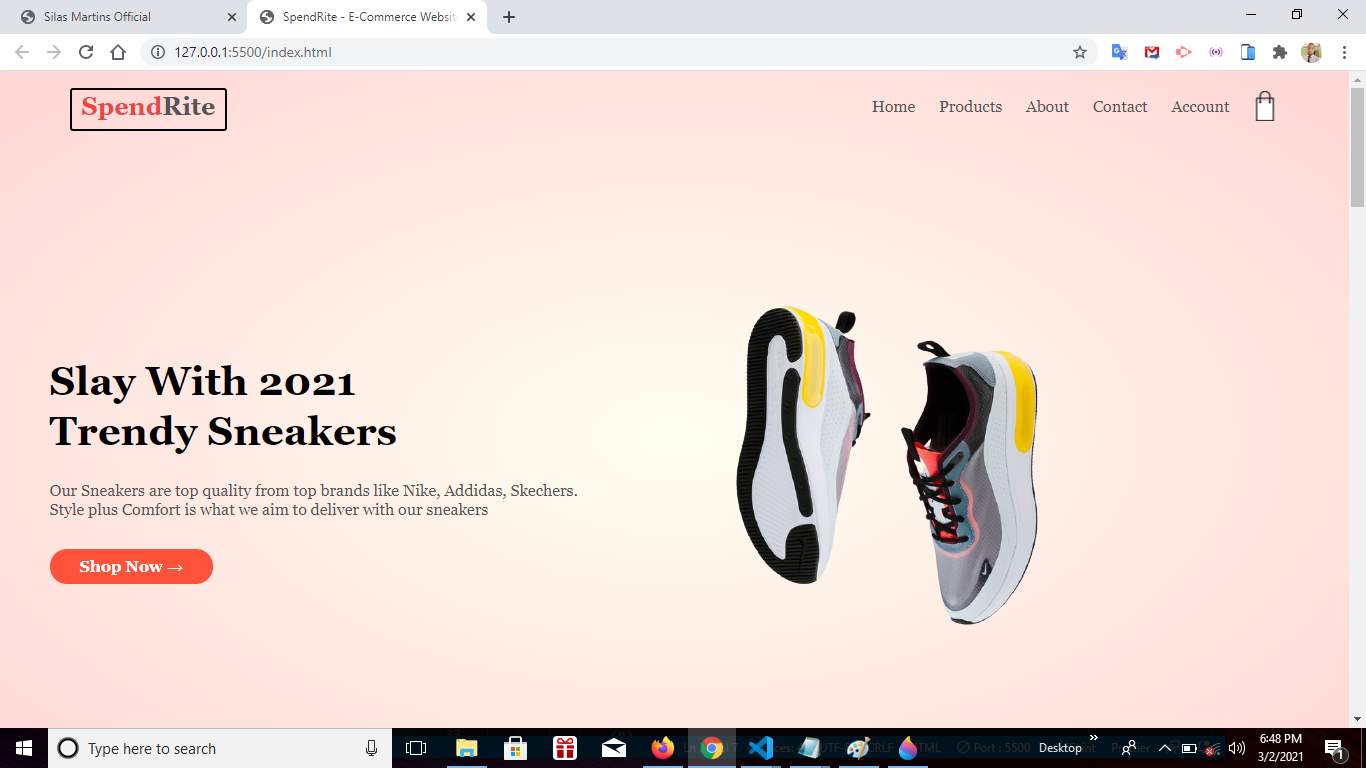 Silas Martins Official
SpendRite - E-Commerce Websit
127.0.0.1:5500/index.html
SpendRite
Home
Products
About
Contact
Account
Slay With 2021
Trendy Sneakers
Our Sneakers are top quality from top brands like Nike, Addidas, Skechers.
Style plus Comfort is what we aim to deliver with our sneakers
Shop Now →
Type here to search
Port : 5500
Desktop
6:48 PM
3/2/2021
1